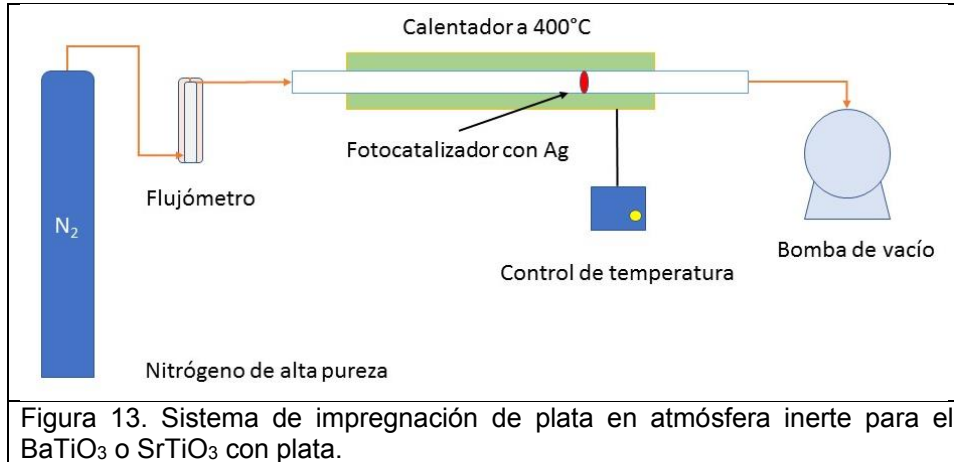 Calentador a 400°C
Fotocatalizador con Ag
Flujómetro
N₂
Control de temperatura
Bomba de vacío
Nitrógeno de alta pureza
Figura 13. Sistema de impregnación de plata en atmósfera inerte para el
BaTiO₃ o SrTiO₃ con plata.